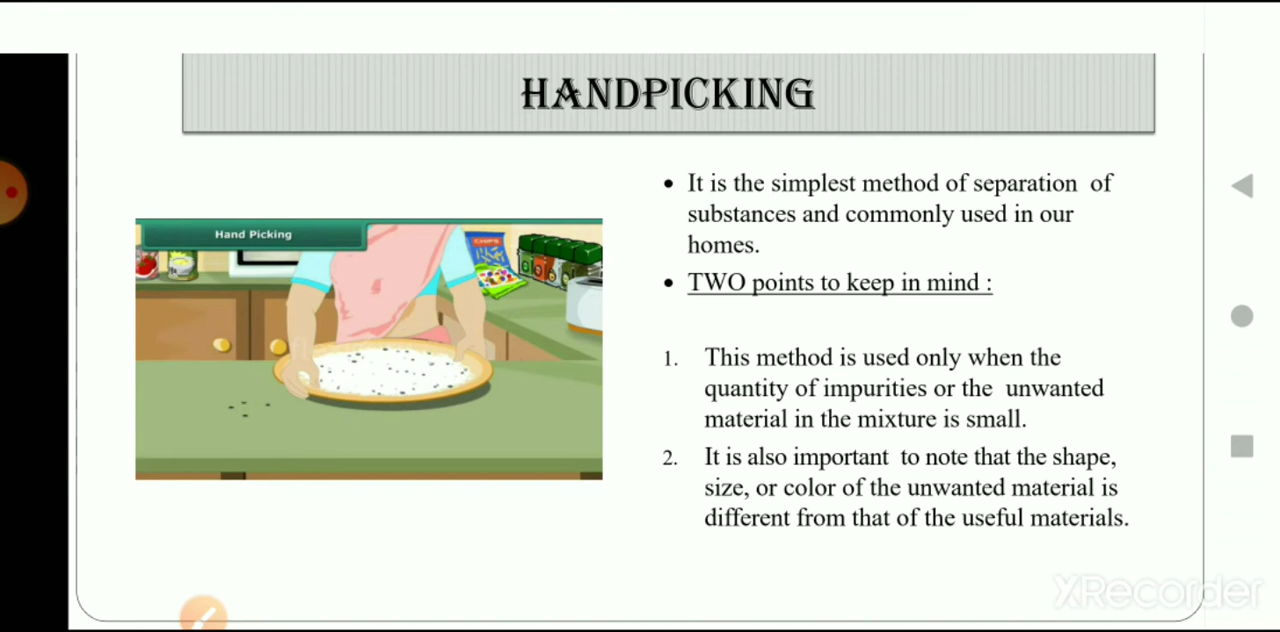 HANDPICKING
Hand Picking
CHIPS
• It is the simplest method of separation of
substances and commonly used in our
homes.
• TWO points to keep in mind :
1. This method is used only when the
quantity of impurities or the unwanted
material in the mixture is small.
2. It is also important to note that the shape,
size, or color of the unwanted material is
different from that of the useful materials.
XRecorder